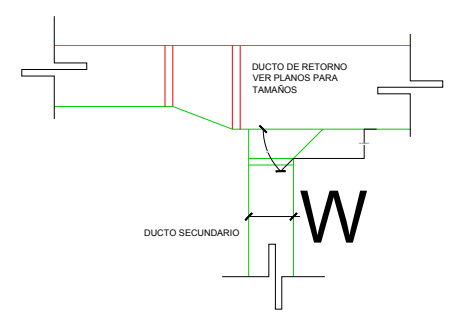 DUCTO DE RETORNO
VER PLANOS PARA
TAMAÑOS
DUCTO SECUNDARIO
W